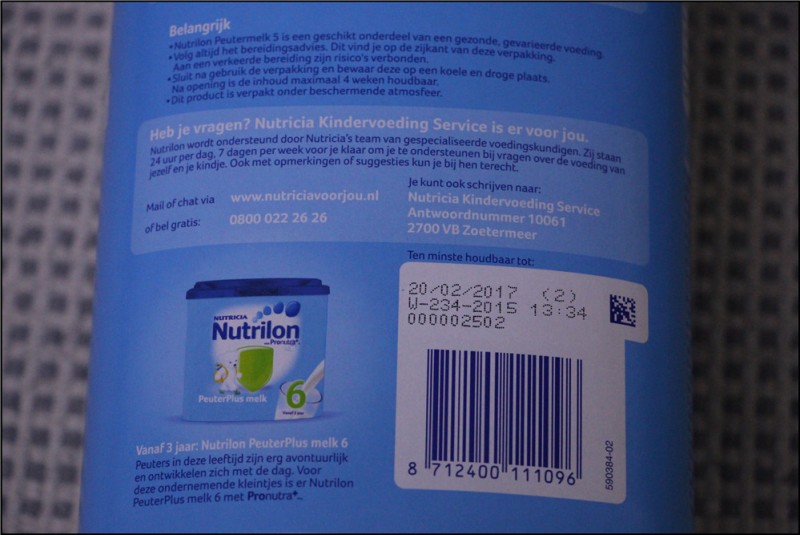 Belangrijk
•Nutrilon Peutermelk 5 is een geschikt onderdeel van een gezonde, gevarieerde voeding.
•Volg altijd het bereidingsadvies. Dit vind je op de zijkant van deze verpakking.
Aan een verkeerde bereiding zijn risico's verbonden.
•Sluit na gebruik de verpakking en bewaar deze op een koele en droge plaats.
Na opening is de inhoud maximaal 4 weken houdbaar.
•Dit product is verpakt onder beschermende atmosfeer.
Heb je vragen? Nutricia Kindervoeding Service is er voor jou.
Nutrilon wordt ondersteund door Nutricia's team van gespecialiseerde voedingskundigen. Zij staan
24 uur per dag, 7 dagen per week voor je klaar om je te ondersteunen bij vragen over de voeding van
jezelf en je kindje. Ook met opmerkingen of suggesties kun je bij hen terecht.
Mail of chat via www.nutriciavoorjou.nl
of bel gratis: 0800 022 26 26
Je kunt ook schrijven naar:
Nutricia Kindervoeding Service
Antwoordnummer 10061
2700 VB Zoetermeer
Ten minste houdbaar tot:
20/02/2017 (2)
W-234-2015 13:34
000002502
NUTRICIA
Nutrilon
Pronutra+
PeuterPlus melk
6
Vanaf 3 jaar
Vanaf 3 jaar: Nutrilon PeuterPlus melk 6
Peuters in deze leeftijd zijn erg avontuurlijk
en ontwikkelen zich met de dag. Voor
deze ondernemende kleintjes is er Nutrilon
PeuterPlus melk 6 met Pronutra+.
8 712400 111096
590384-02